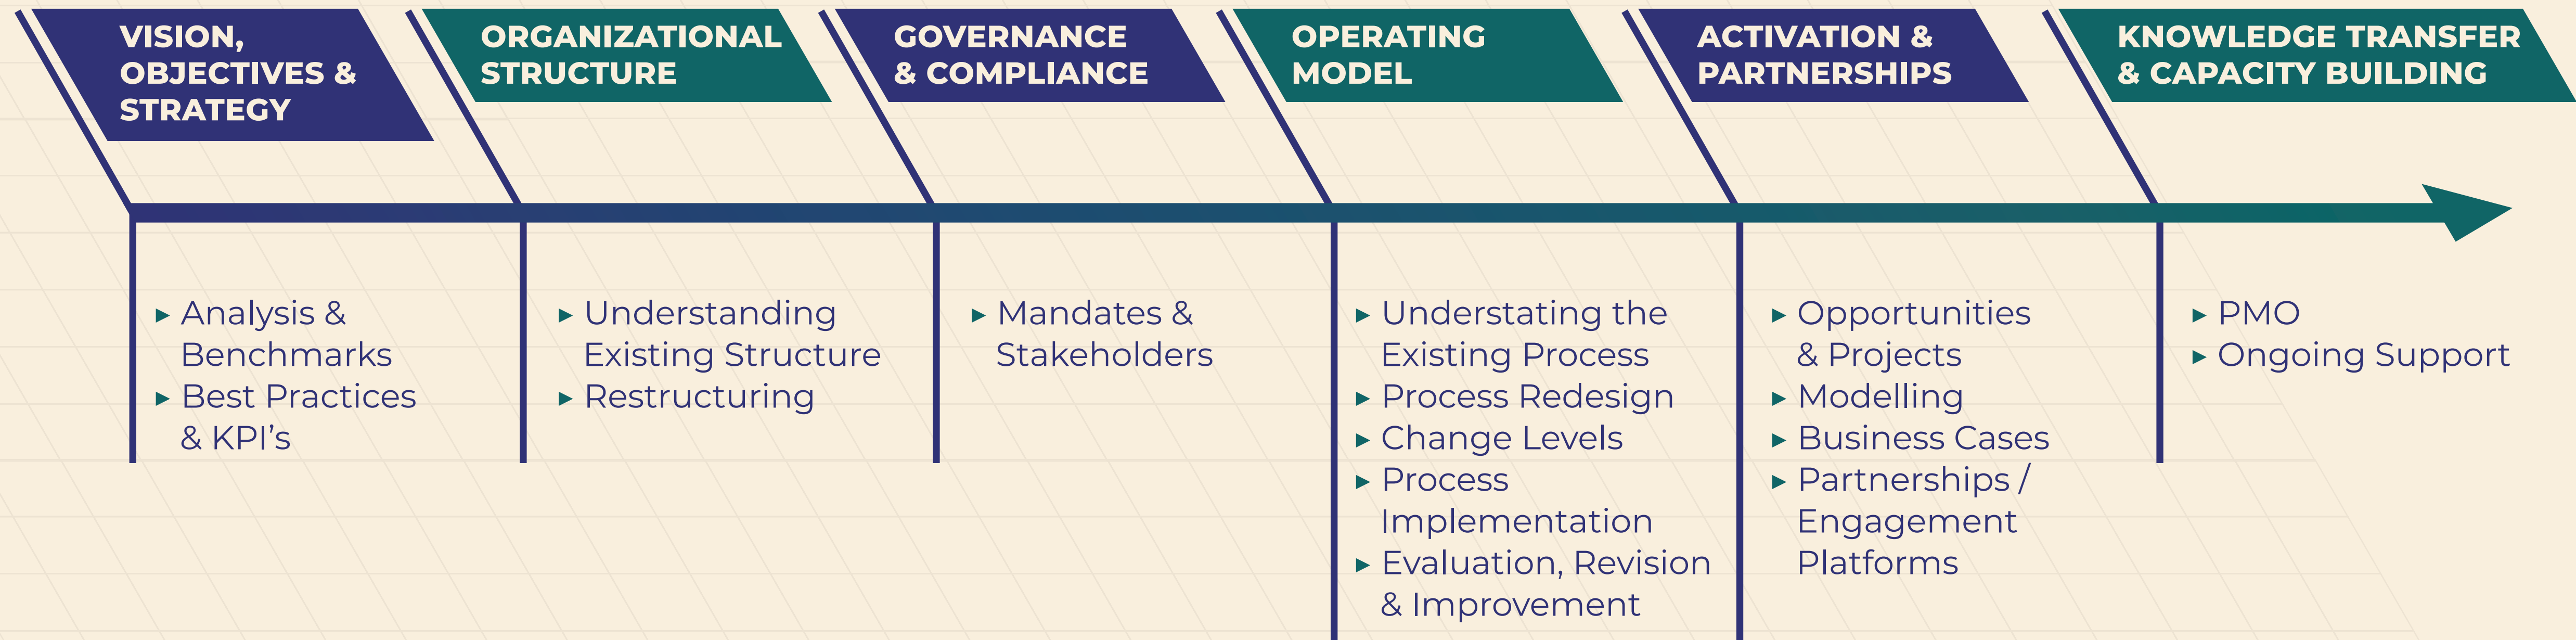 VISION,
OBJECTIVES &
STRATEGY
ORGANIZATIONAL
STRUCTURE
GOVERNANCE
& COMPLIANCE
OPERATING
MODEL
ACTIVATION &
PARTNERSHIPS
KNOWLEDGE TRANSFER
& CAPACITY BUILDING
▸ Analysis &
Benchmarks
▸ Best Practices
& KPI’s
▸ Understanding
Existing Structure
▸ Restructuring
▸ Mandates &
Stakeholders
▸ Understating the
Existing Process
▸ Process Redesign
▸ Change Levels
▸ Process
Implementation
▸ Evaluation, Revision
& Improvement
▸ Opportunities
& Projects
▸ Modelling
▸ Business Cases
▸ Partnerships /
Engagement
Platforms
▸ PMO
▸ Ongoing Support